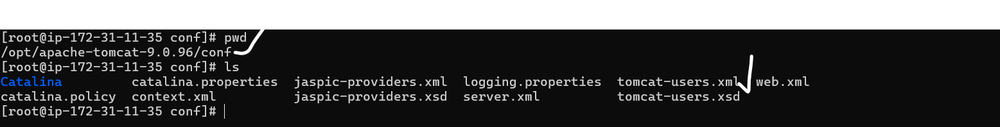 [root@ip-172-31-11-35 conf]# pwd
/opt/apache-tomcat-9.0.96/conf
[root@ip-172-31-11-35 conf]# ls
Catalina         catalina.properties  jaspic-providers.xml  logging.properties  tomcat-users.xml  web.xml
catalina.policy  context.xml          jaspic-providers.xsd  server.xml          tomcat-users.xsd
[root@ip-172-31-11-35 conf]#